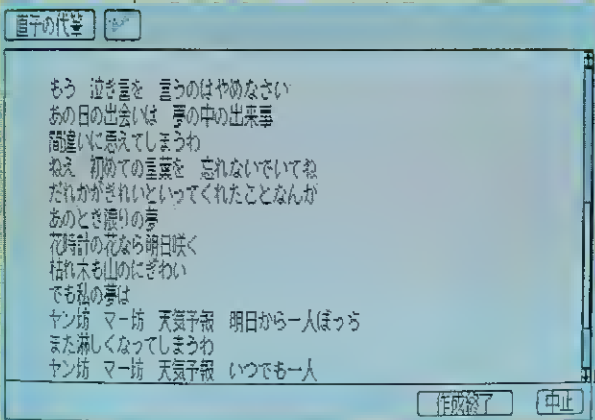 直子の代筆
もう 泣き言を 言うのはやめなさい
あの日の出会いは 夢の中の出来事
間違いに思えてしまうわ
ねえ 初めての言葉を 忘れないでいてね
だれかがきれいといってくれたことなんか
あのとき限りの夢
花時計の花なら明日咲く
枯れ木も山のにぎわい
でも私の夢は
ヤン坊 マー坊 天気予報 明日から一人ぼっち
また淋しくなってしまうわ
ヤン坊 マー坊 天気予報 いつでも一人
作成終了 中止